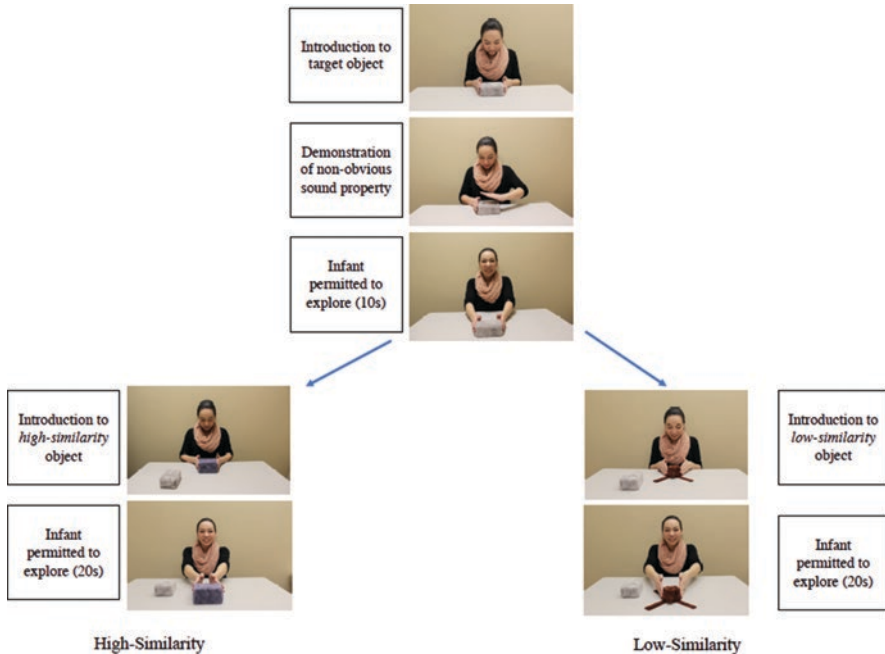 Introduction to
target object
Demonstration
of non-obvious
sound property
Infant
permitted to
explore (10s)
Introduction to
high-similarity
object
Infant
permitted to
explore (20s)
High-Similarity
Introduction to
low-similarity
object
Infant
permitted to
explore (20s)
Low-Similarity